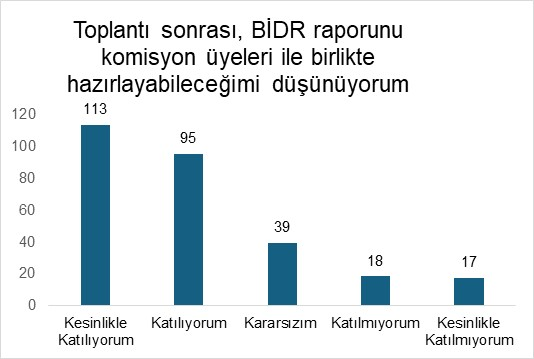 Toplantı sonrası, BİDR raporunu
komisyon üyeleri ile birlikte
hazırlayabileceğimi düşünüyorum
120
100
80
60
40
20
0
113
95
39
18
17
Kesinlikle
Katılıyorum
Katılıyorum
Kararsızım
Katılmıyorum
Kesinlikle
Katılmıyorum